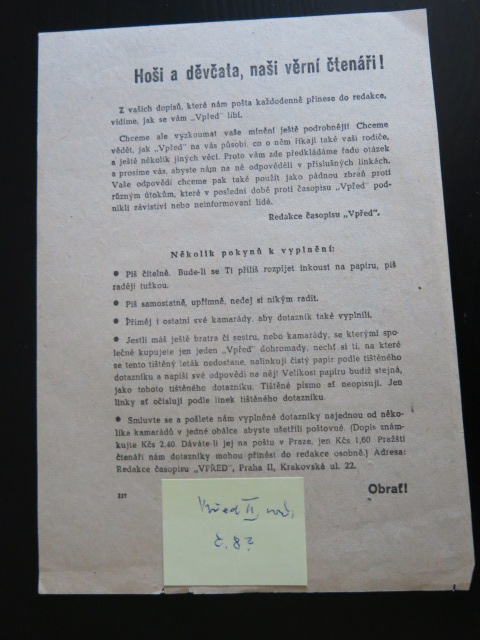 Hoši a děvčata, naši věrní čtenáři!
Z vašich dopisů, které nám pošta každodenně přinese do redakce,
vidíme, jak se vám „Vpřed" líbí.
Chceme ale vyzkoumat vaše mínění ještě podrobněji! Chceme
vědět, jak „Vpřed" na vás působí, co o něm říkají také vaši rodiče,
a ještě několik jiných věcí. Proto vám zde předkládáme řadu otázek
a prosíme vás, abyste nám na ně odpověděli v příslušných linkách.
Vaše odpovědi chceme pak také použít jako pádnou zbraň proti
různým útokům, které v poslední době proti časopisu „Vpřed" pod-
nikli závistiví nebo neinformovaní lidé.
Redakce časopisu „Vpřed".
Několik pokynů k vyplnění:
● Piš čitelně. Bude-li se Ti příliš rozpíjet inkoust na papíru, piš
raději tužkou.
● Piš samostatně, upřímně, nedej si nikým radit.
● Přiměj i ostatní své kamarády, aby dotazník také vyplnili.
● Jestli máš ještě bratra či sestru, nebo kamarády, se kterými spo-
lečně kupujete jen jeden „Vpřed" dohromady, nechť si ti, na které
se tento tištěný leták nedostane, nalinkují čistý papír podle tištěného
dotazníku a napíší své odpovědi na něj! Velikost papíru budiž stejná,
jako tohoto tištěného dotazníku. Tištěné písmo ať neopisují. Jen
linky ať očíslují podle linek tištěného dotazníku.
● Smluvte se a pošlete nám vyplněné dotazníky najednou od něko-
lika kamarádů v jedné obálce abyste ušetřili poštovné. (Dopis znám-
kujte Kčs 2,40. Dáváte-li jej na poštu v Praze, jen Kčs 1,60 Pražští
čtenáři nám dotazníky mohou přinést do redakce osobně.) Adresa:
Redakce časopisu „VPŘED", Praha II, Krakovská ul. 22.
Obrať!
Vpřed II,
č. 8?